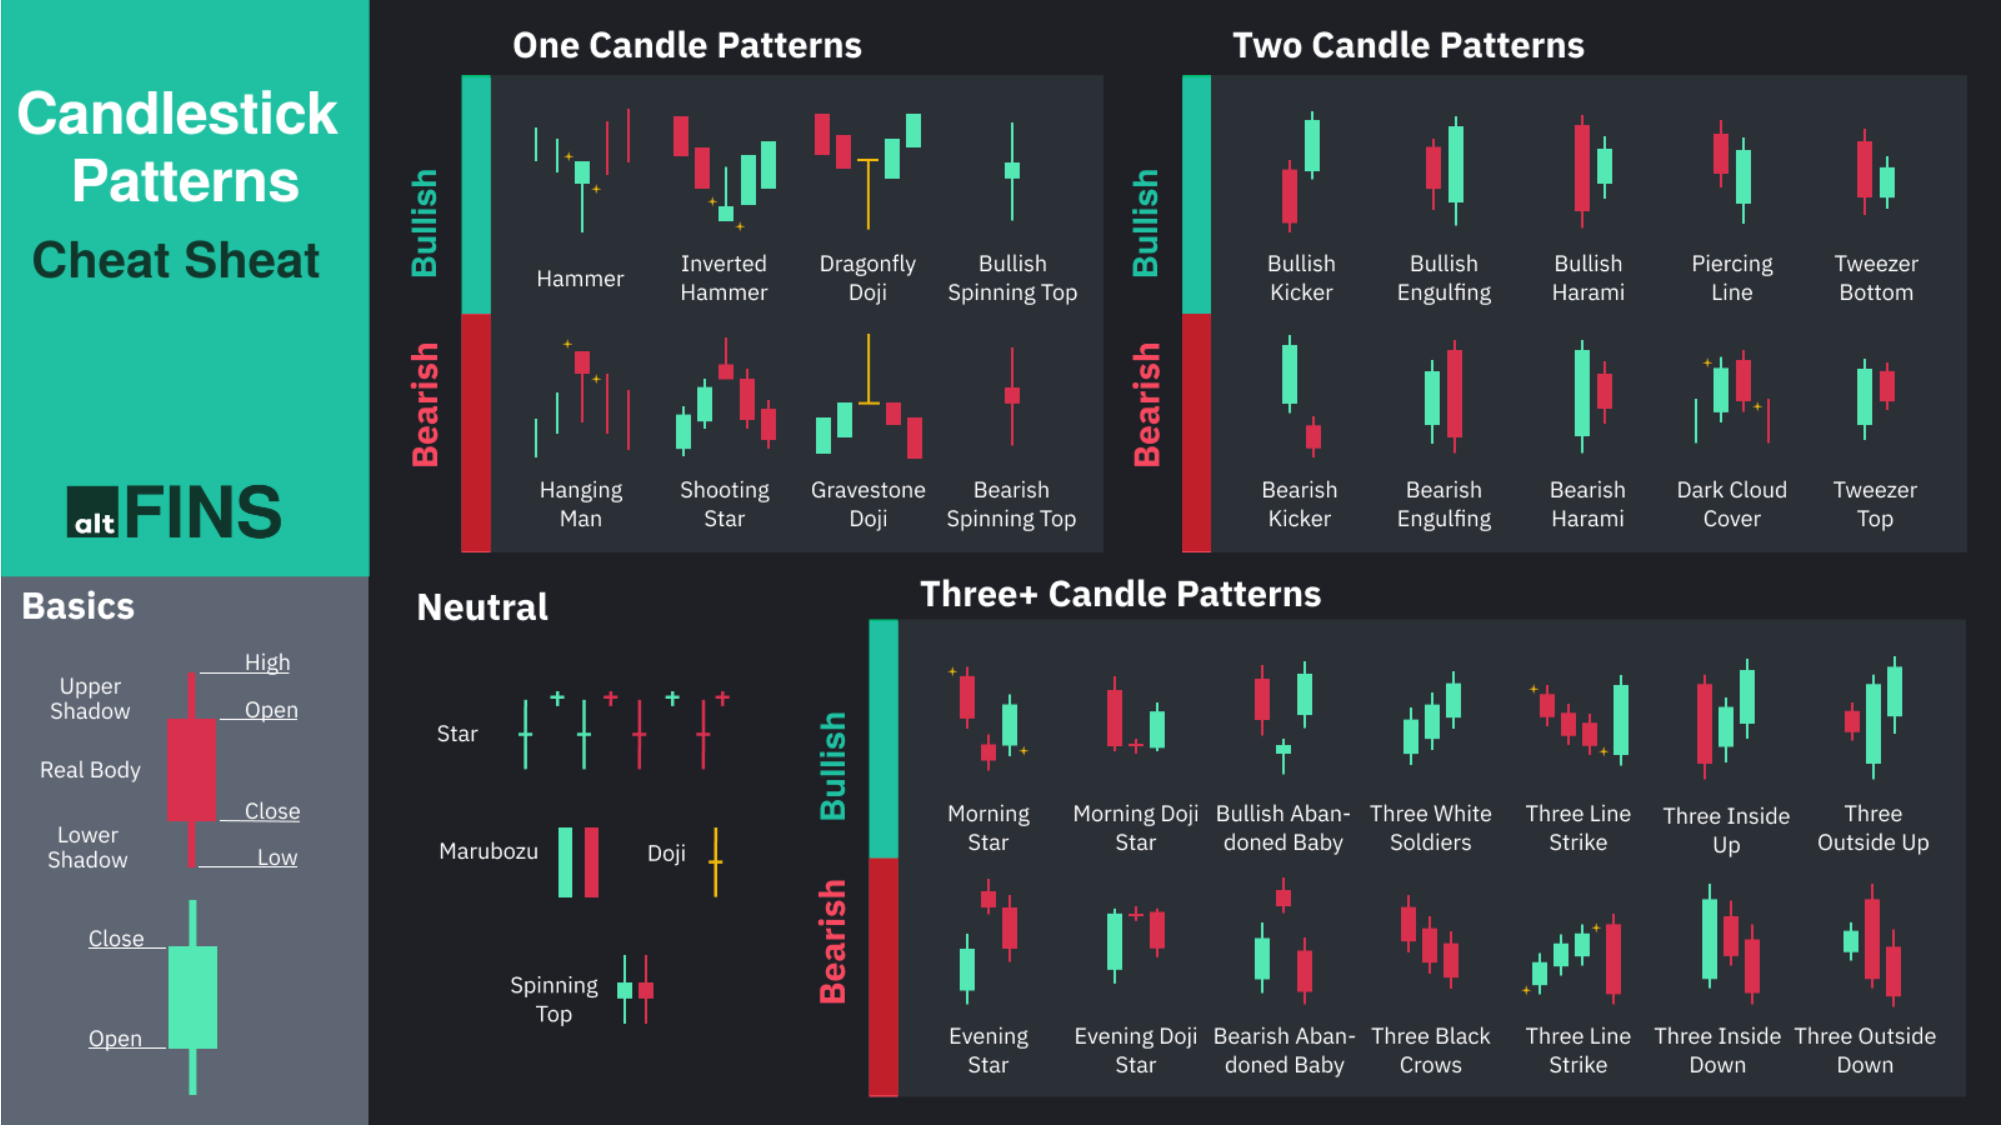 Candlestick
Patterns
Cheat Sheat
alt FINS
Basics
High
Upper
Shadow
Open
Real Body
Close
Lower
Shadow
Low
Close
Open
One Candle Patterns
Bullish
Hammer
Inverted
Hammer
Dragonfly
Doji
Bullish
Spinning Top
Bearish
Hanging
Man
Shooting
Star
Gravestone
Doji
Bearish
Spinning Top
Two Candle Patterns
Bullish
Bullish
Kicker
Bullish
Engulfing
Bullish
Harami
Piercing
Line
Tweezer
Bottom
Bearish
Bearish
Kicker
Bearish
Engulfing
Bearish
Harami
Dark Cloud
Cover
Tweezer
Top
Neutral
Star
Marubozu
Doji
Spinning
Top
Three+ Candle Patterns
Bullish
Morning
Star
Morning Doji
Star
Bullish Aban-
doned Baby
Three White
Soldiers
Three Line
Strike
Three Inside
Up
Three
Outside Up
Bearish
Evening
Star
Evening Doji
Star
Bearish Aban-
doned Baby
Three Black
Crows
Three Line
Strike
Three Inside
Down
Three Outside
Down